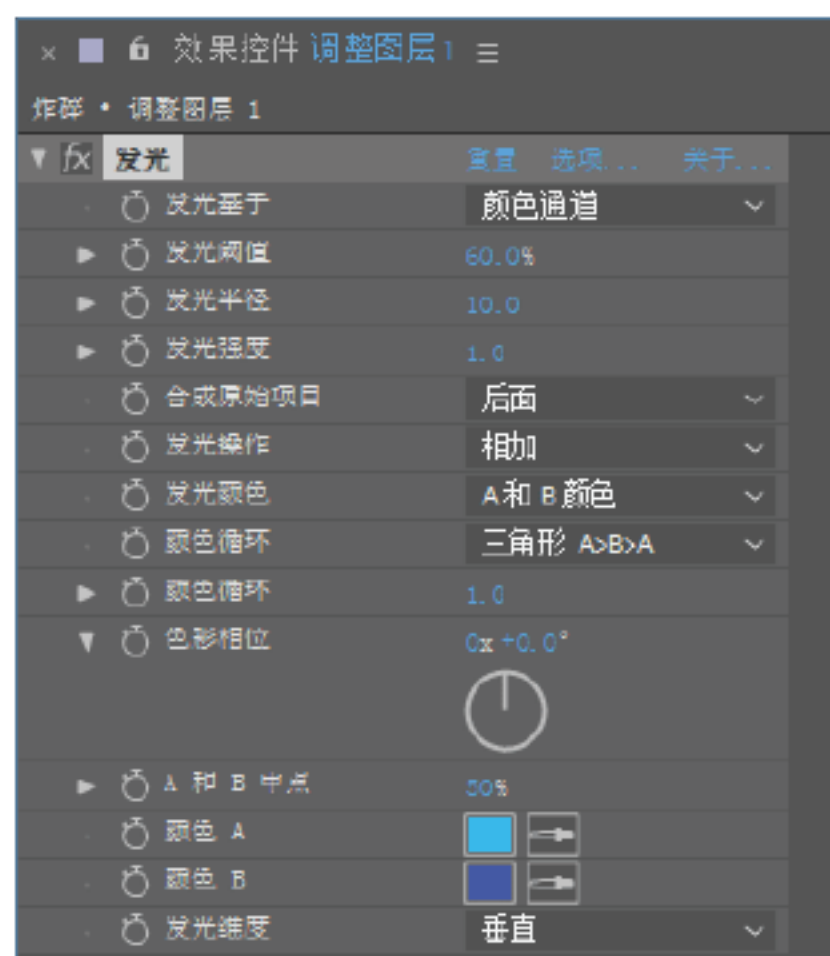 效果控件 调整图层 1
炸碎 • 调整图层 1
fx 发光 重置 选项... 关于...
发光基于 颜色通道
发光阈值 60.0%
发光半径 10.0
发光强度 1.0
合成原始项目 后面
发光操作 相加
发光颜色 A 和 B 颜色
颜色循环 三角形 A>B>A
颜色循环 1.0
色彩相位 0x +0.0°
A 和 B 中点 50%
颜色 A
颜色 B
发光维度 垂直